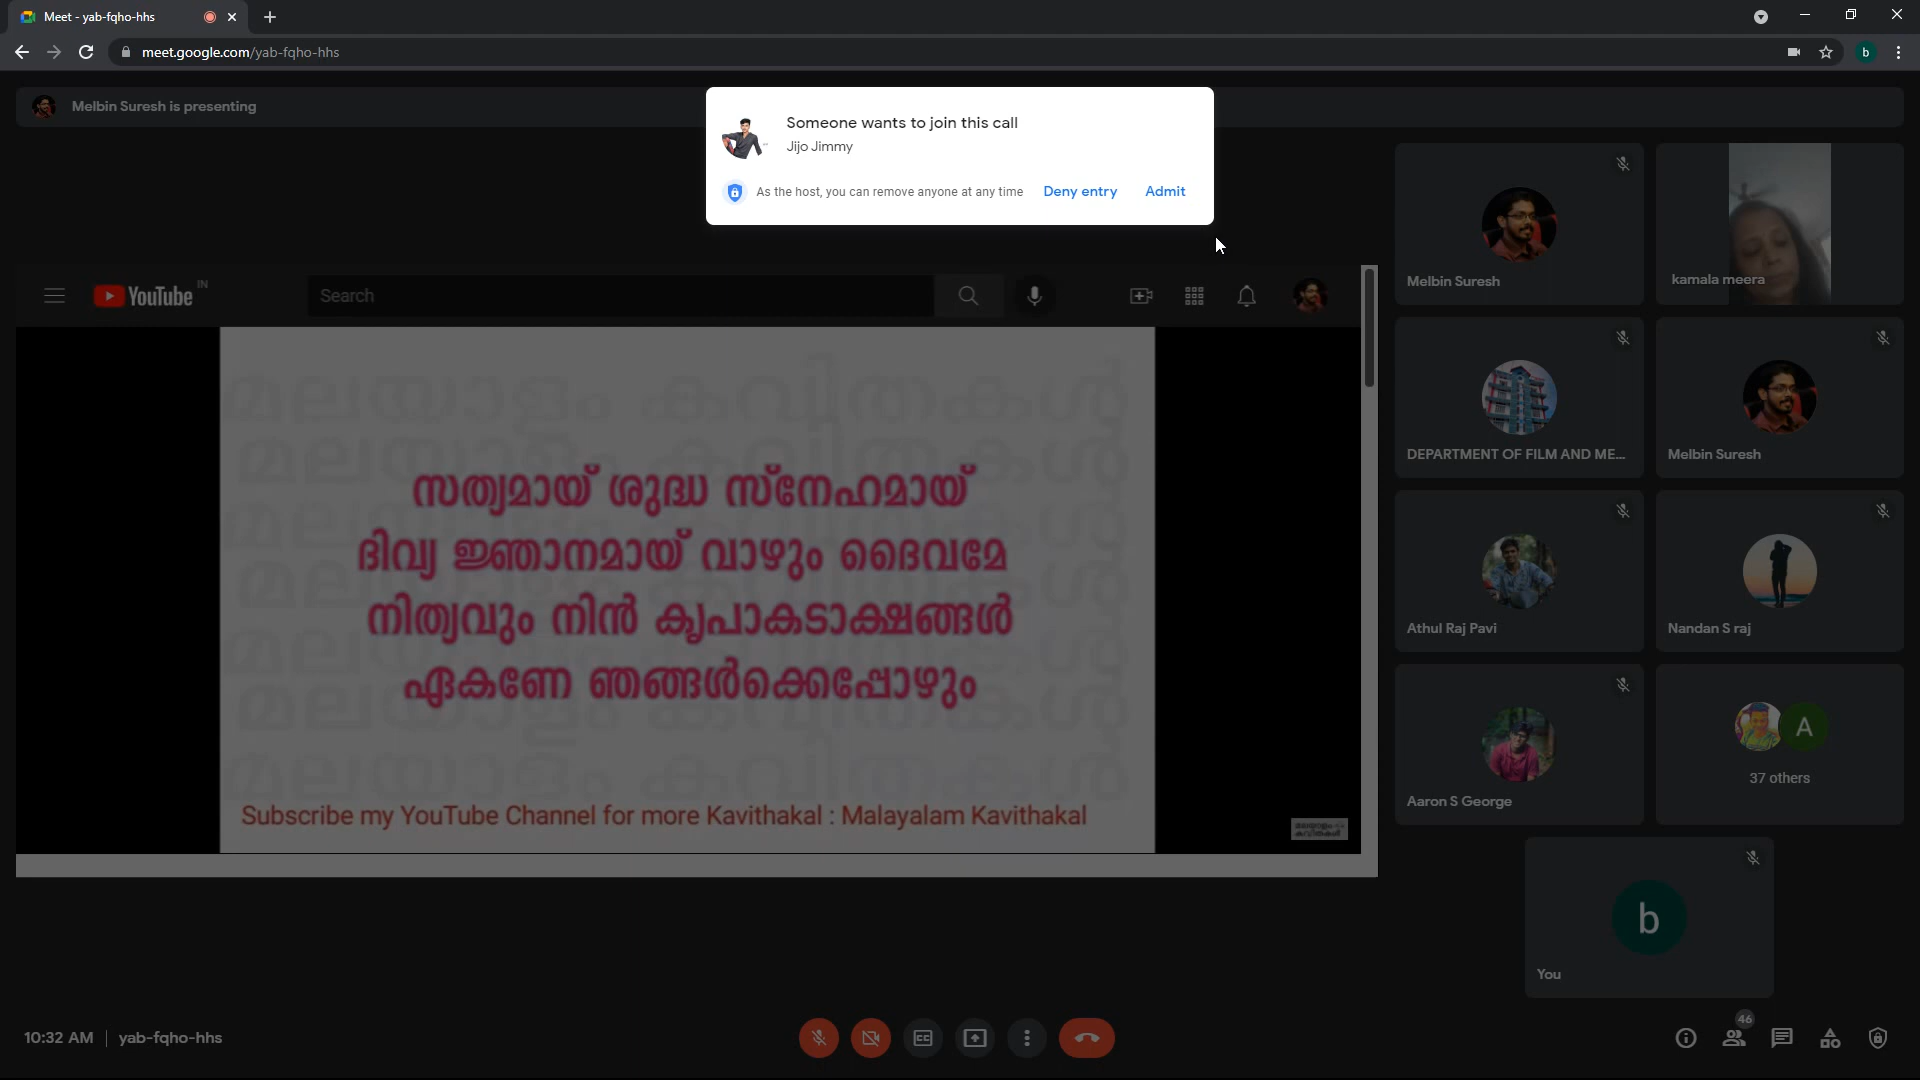 Meet - yab-fqho-hhs
meet.google.com/yab-fqho-hhs
b
Melbin Suresh is presenting
Someone wants to join this call
Jijo Jimmy
As the host, you can remove anyone at any time Deny entry Admit
YouTube IN
Search
സത്യമായ് ശുദ്ധ സ്നേഹമായ്
ദിവ്യ ജ്ഞാനമായ് വാഴും ദൈവമേ
നിത്യവും നിൻ കൃപാകടാക്ഷങ്ങൾ
ഏകണേ ഞങ്ങൾക്കെപ്പോഴും
Subscribe my YouTube Channel for more Kavithakal : Malayalam Kavithakal
മലയാളം
കവിതകൾ
Melbin Suresh
kamala meera
DEPARTMENT OF FILM AND ME...
Melbin Suresh
Athul Raj Pavi
Nandan S raj
Aaron S George
A
37 others
b
You
10:32 AM | yab-fqho-hhs
46